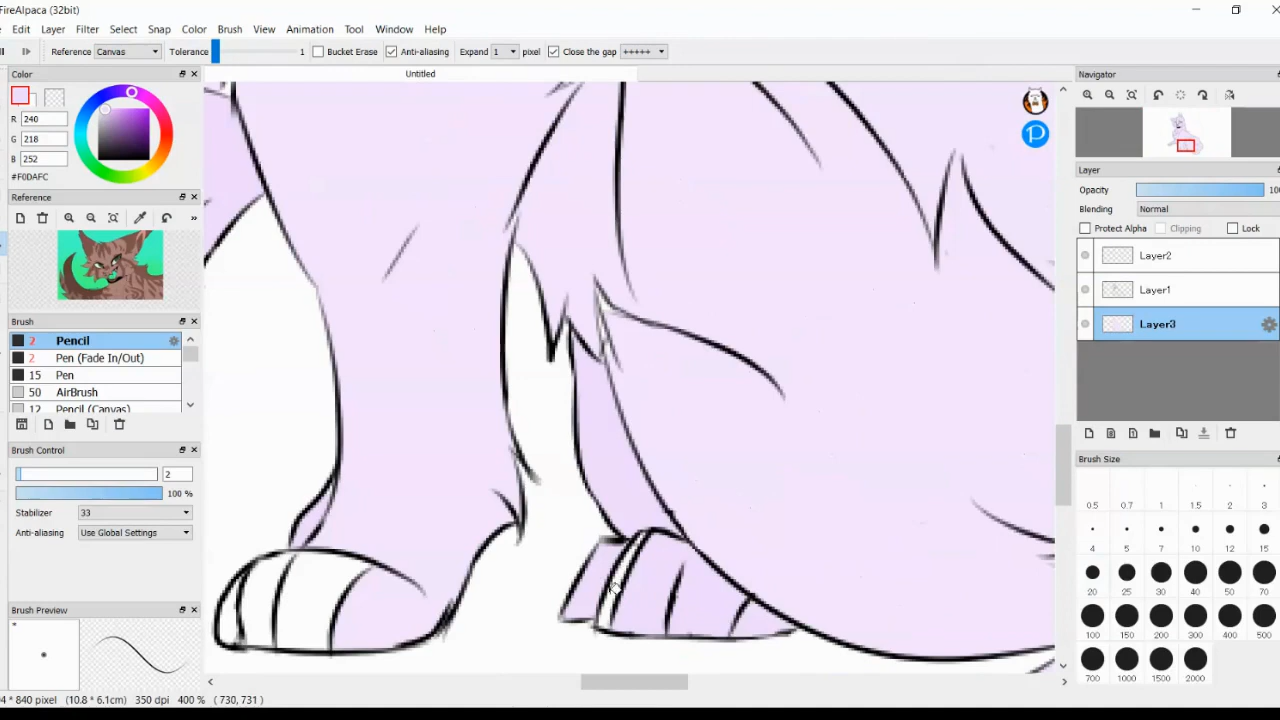 FireAlpaca (32bit)
Edit Layer Filter Select Snap Color Brush View Animation Tool Window Help
Reference Canvas Tolerance 1 Bucket Erase Anti-aliasing Expand 1 pixel Close the gap +++++
Color
Untitled
Navigator
R 240
G 218
B 252
#F0DAFC
Reference
»
Layer
Opacity 100
Blending Normal
Protect Alpha Clipping Lock
Layer2
Layer1
Layer3
Brush
2 Pencil
2 Pen (Fade In/Out)
15 Pen
50 AirBrush
12 Pencil (Canvas)
Brush Control
2
100 %
Stabilizer 33
Anti-aliasing Use Global Settings
Brush Preview
Brush Size
0.5 0.7 1 1.5 2 3
4 5 7 10 12 15
20 25 30 40 50 70
100 150 200 300 400 500
700 1000 1500 2000
4 * 840 pixel (10.8 * 6.1cm) 350 dpi 400 % ( 730, 731 )